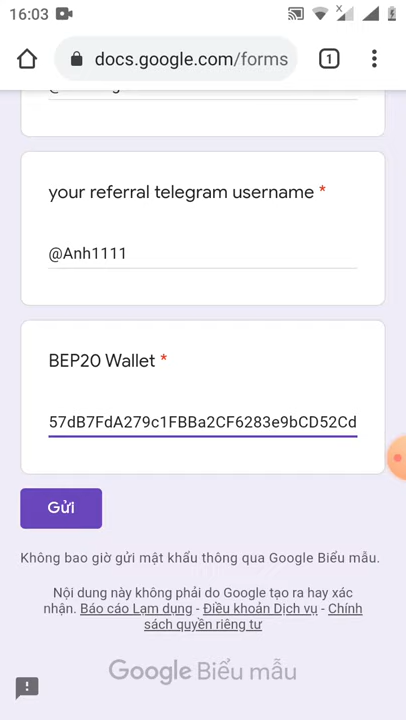 16:03
docs.google.com/forms
1
your referral telegram username *
@Anh1111
BEP20 Wallet *
57dB7FdA279c1FBBa2CF6283e9bCD52Cd
Gửi
Không bao giờ gửi mật khẩu thông qua Google Biểu mẫu.
Nội dung này không phải do Google tạo ra hay xác
nhận. Báo cáo Lạm dụng - Điều khoản Dịch vụ - Chính
sách quyền riêng tư
Google Biểu mẫu